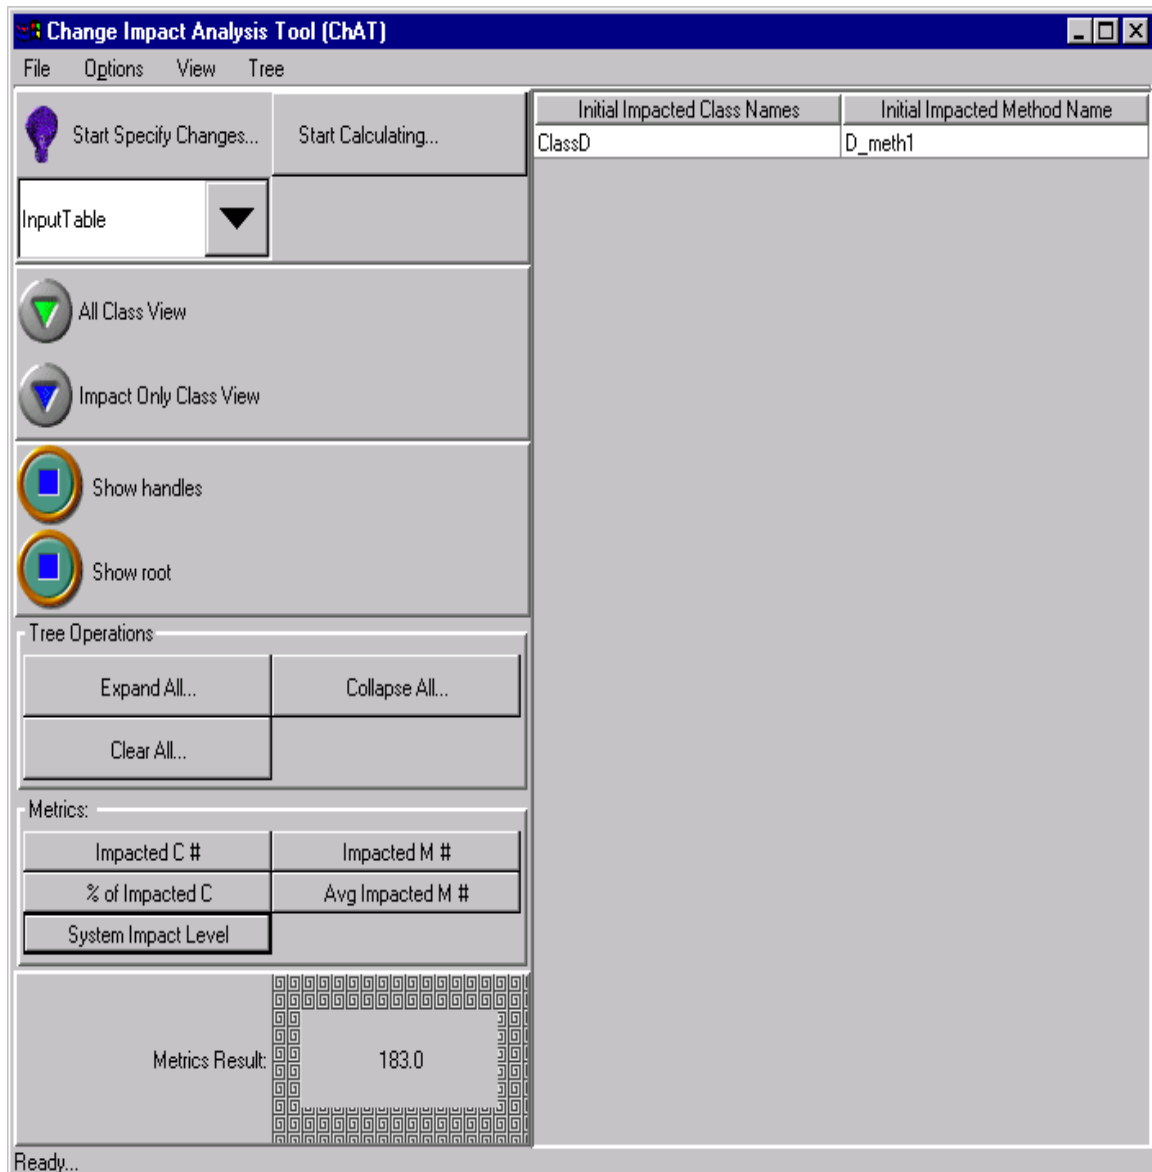 Change Impact Analysis Tool (ChAT)
File Options View Tree
Start Specify Changes... Start Calculating...
InputTable
All Class View
Impact Only Class View
Show handles
Show root
Tree Operations
Expand All... Collapse All...
Clear All...
Metrics:
Impacted C # Impacted M #
% of Impacted C Avg Impacted M #
System Impact Level
Metrics Result: 183.0
Initial Impacted Class Names Initial Impacted Method Name
ClassD D_meth1
Ready...